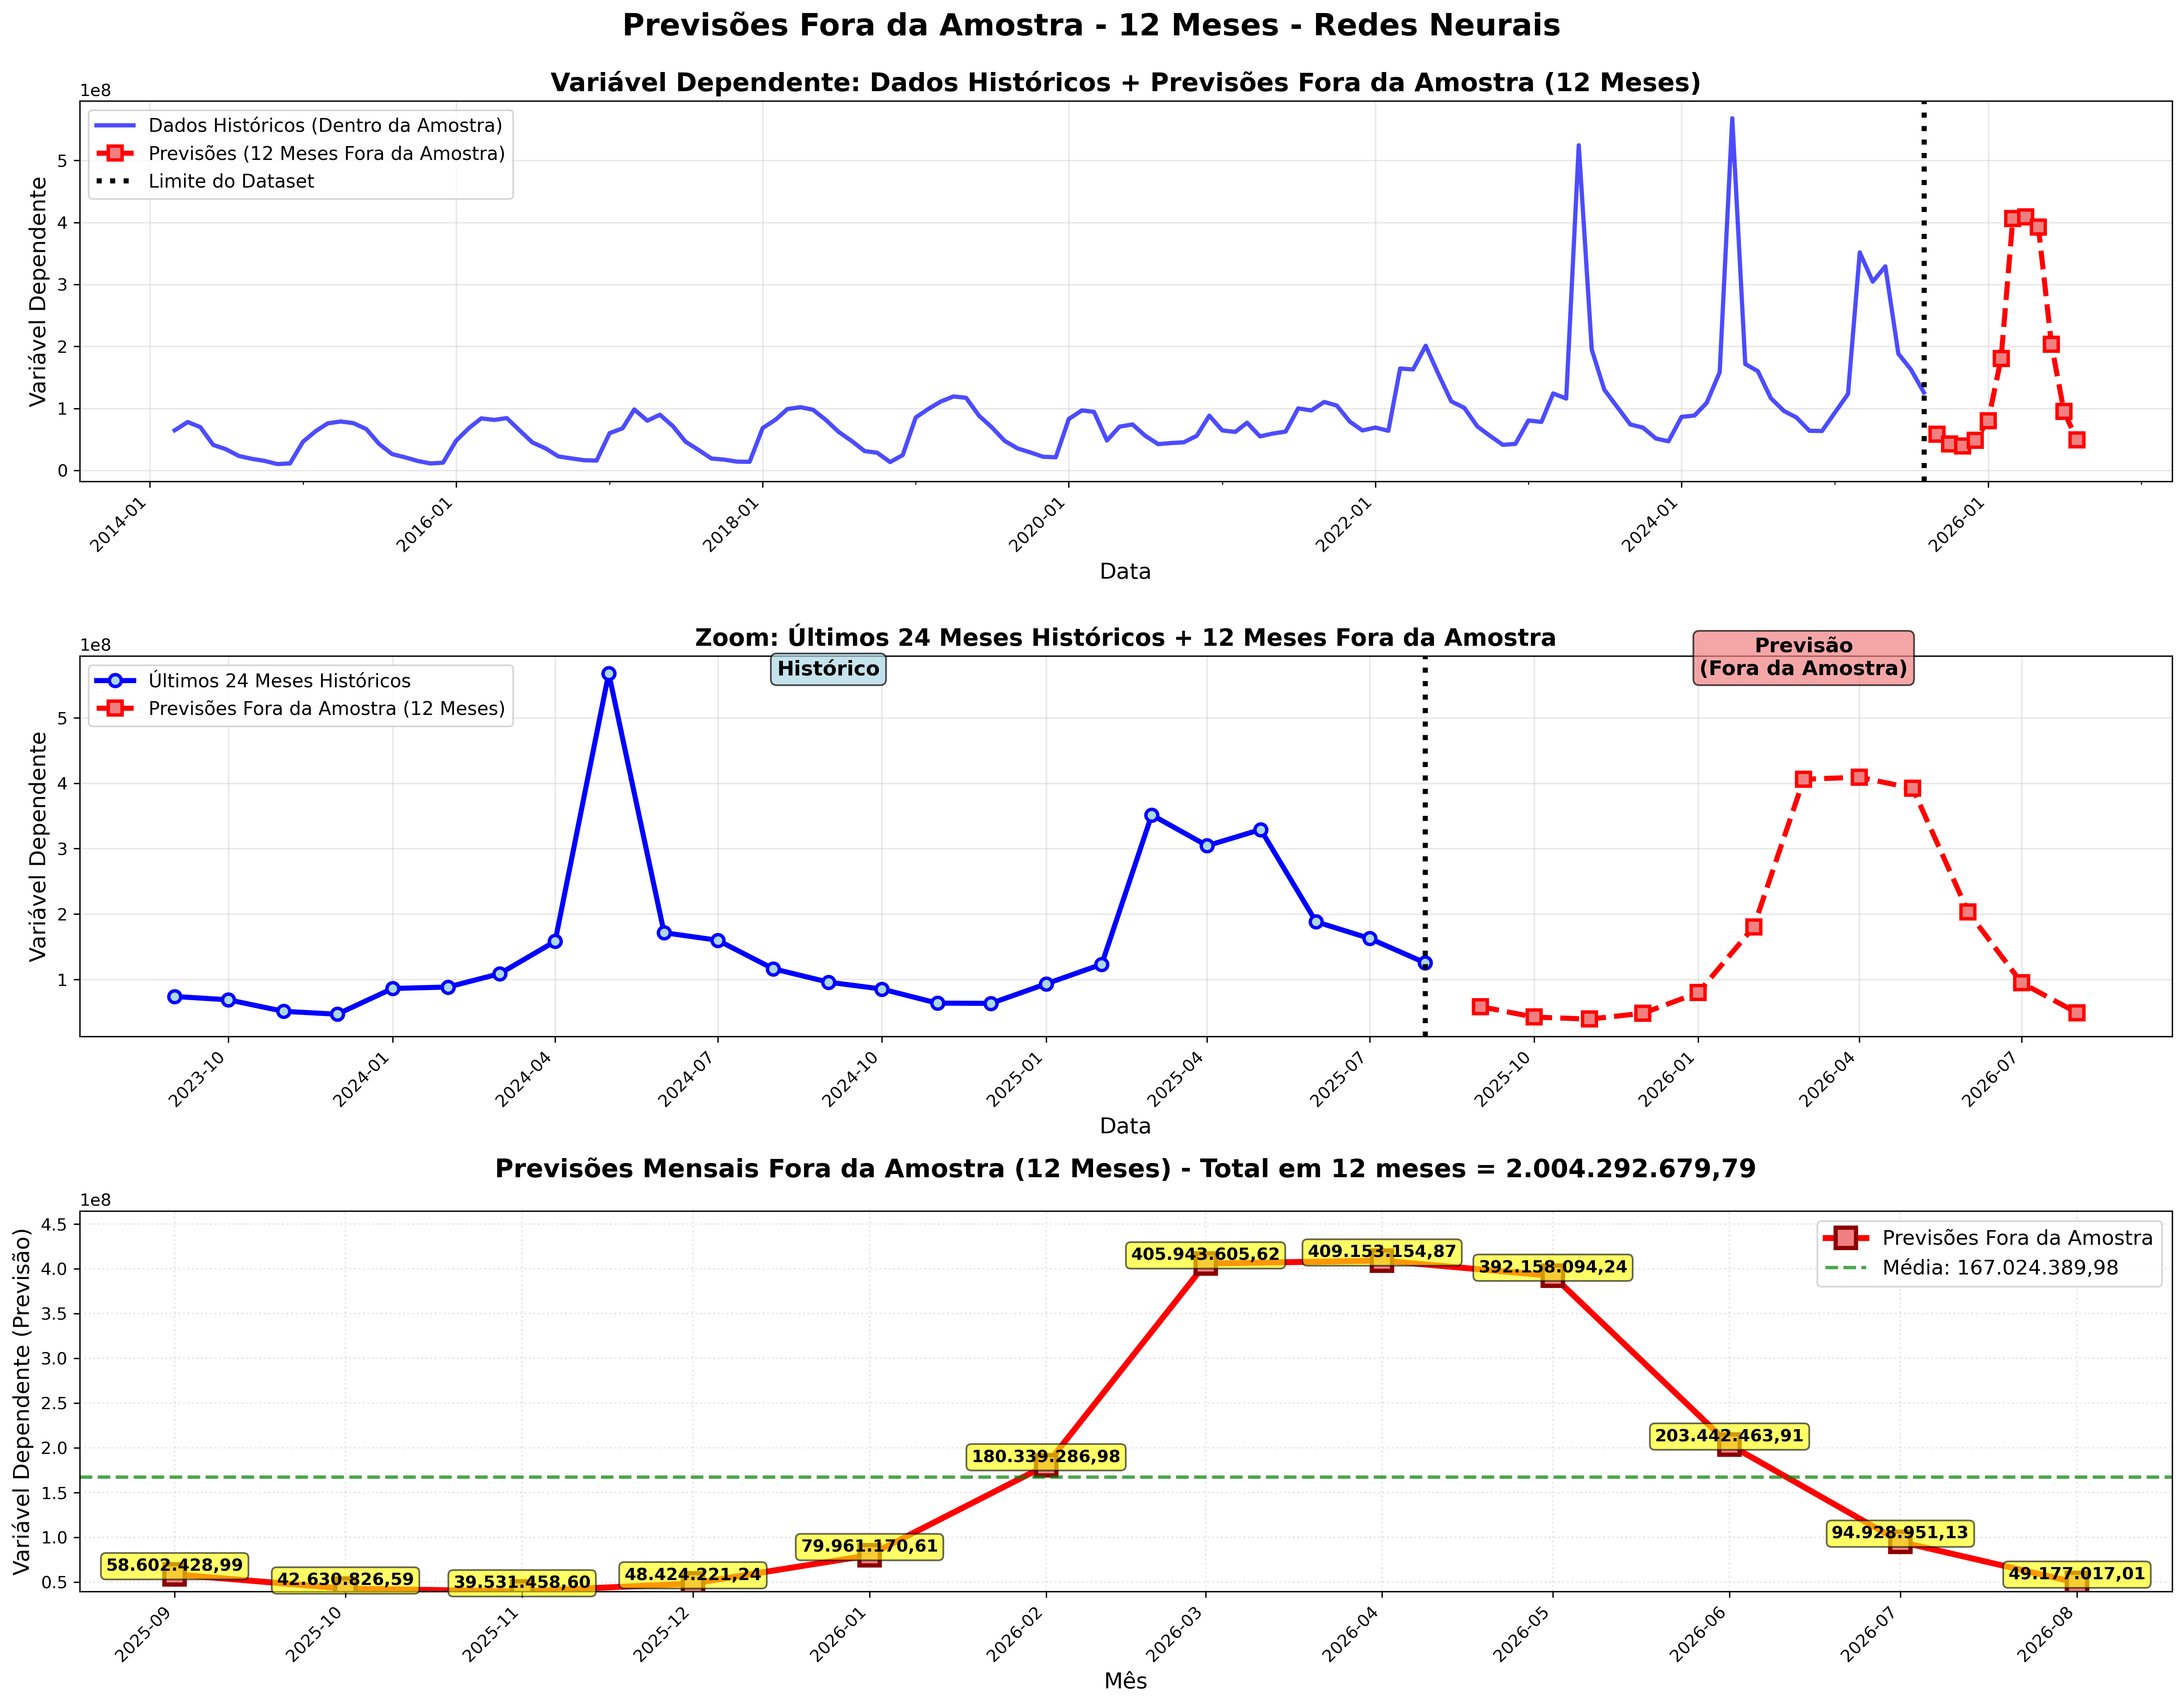 Previsões Fora da Amostra - 12 Meses - Redes Neurais
Variável Dependente: Dados Históricos + Previsões Fora da Amostra (12 Meses)
1e8
Dados Históricos (Dentro da Amostra)
Previsões (12 Meses Fora da Amostra)
Limite do Dataset
Variável Dependente
5
4
3
2
1
0
2014-01
2016-01
2018-01
2020-01
2022-01
2024-01
2026-01
Data
Zoom: Últimos 24 Meses Históricos + 12 Meses Fora da Amostra
1e8
Histórico
Previsão
(Fora da Amostra)
Últimos 24 Meses Históricos
Previsões Fora da Amostra (12 Meses)
Variável Dependente
5
4
3
2
1
2023-10
2024-01
2024-04
2024-07
2024-10
2025-01
2025-04
2025-07
2025-10
2026-01
2026-04
2026-07
Data
Previsões Mensais Fora da Amostra (12 Meses) - Total em 12 meses = 2.004.292.679,79
1e8
Previsões Fora da Amostra
Média: 167.024.389,98
Variável Dependente (Previsão)
4.5
4.0
3.5
3.0
2.5
2.0
1.5
1.0
0.5
58.602.428,99
42.630.826,59
39.531.458,60
48.424.221,24
79.961.170,61
180.339.286,98
405.943.605,62
409.153.154,87
392.158.094,24
203.442.463,91
94.928.951,13
49.177.017,01
2025-09
2025-10
2025-11
2025-12
2026-01
2026-02
2026-03
2026-04
2026-05
2026-06
2026-07
2026-08
Mês